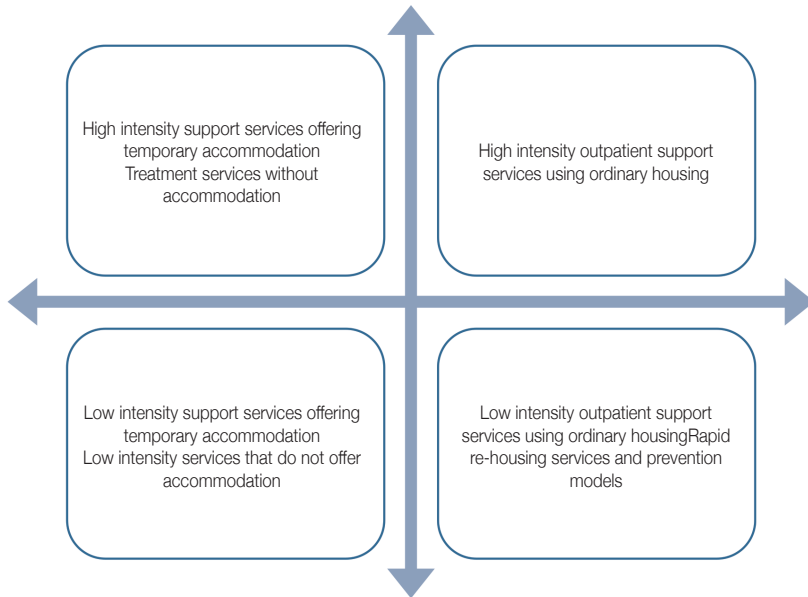 High intensity support services offering
temporary accommodation
Treatment services without
accommodation
High intensity outpatient support
services using ordinary housing
Low intensity support services offering
temporary accommodation
Low intensity services that do not offer
accommodation
Low intensity outpatient support
services using ordinary housingRapid
re-housing services and prevention
models